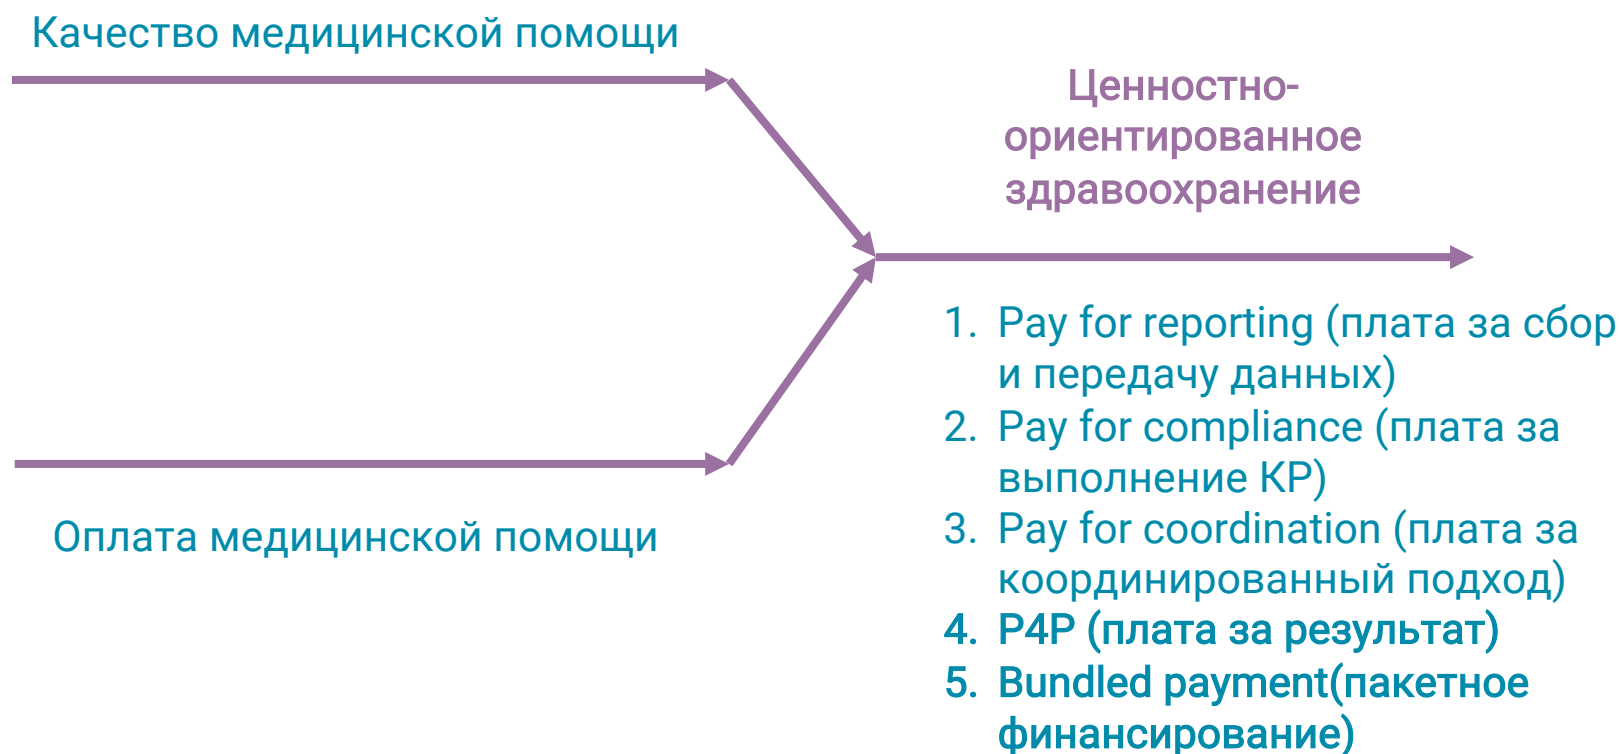 Качество медицинской помощи
Ценностно-
ориентированное
здравоохранение
1. Pay for reporting (плата за сбор
и передачу данных)
2. Pay for compliance (плата за
выполнение КР)
3. Pay for coordination (плата за
координированный подход)
4. P4P (плата за результат)
5. Bundled payment(пакетное
финансирование)
Оплата медицинской помощи